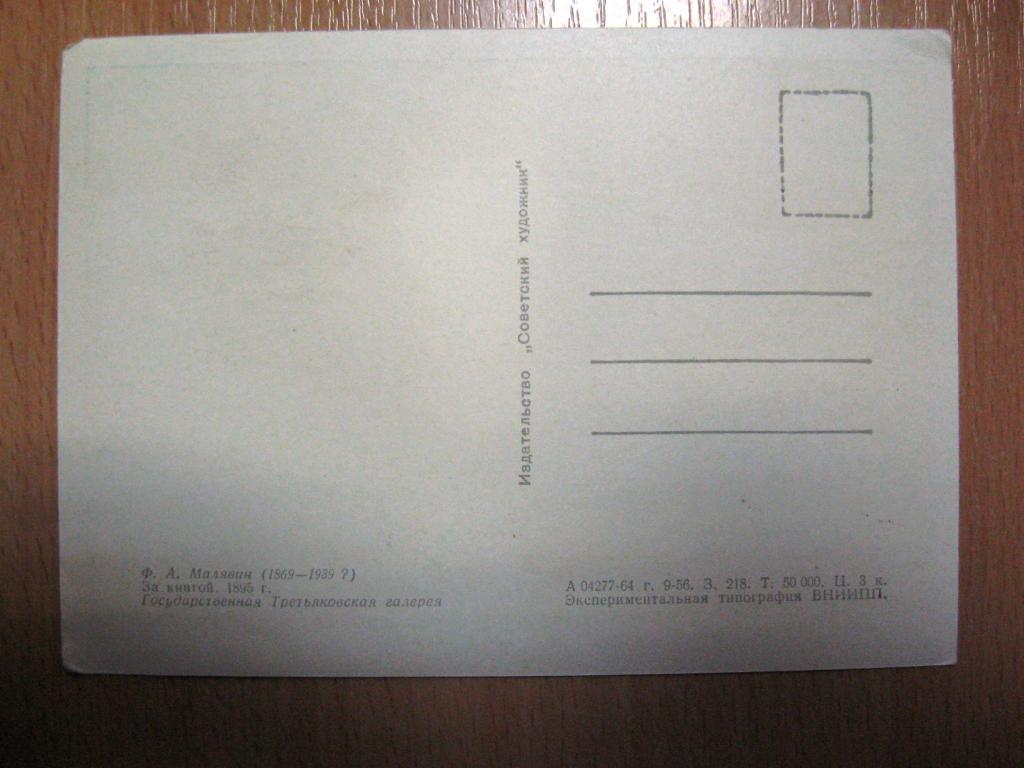 Издательство „Советский художник“
Ф. А. Малявин (1869—1939 ?)
За книгой. 1895 г.
Государственная Третьяковская галерея
А 04277-64 г. 9-56. З. 218. Т. 50 000. Ц. 3 к.
Экспериментальная типография ВНИИПП.